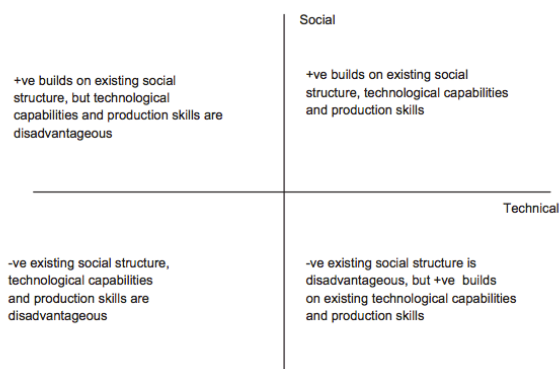 Social
+ve builds on existing social
structure, but technological
capabilities and production skills are
disadvantageous
+ve builds on existing social
structure, technological capabilities
and production skills
Technical
-ve existing social structure,
technological capabilities
and production skills are
disadvantageous
-ve existing social structure is
disadvantageous, but +ve builds
on existing technological capabilities
and production skills